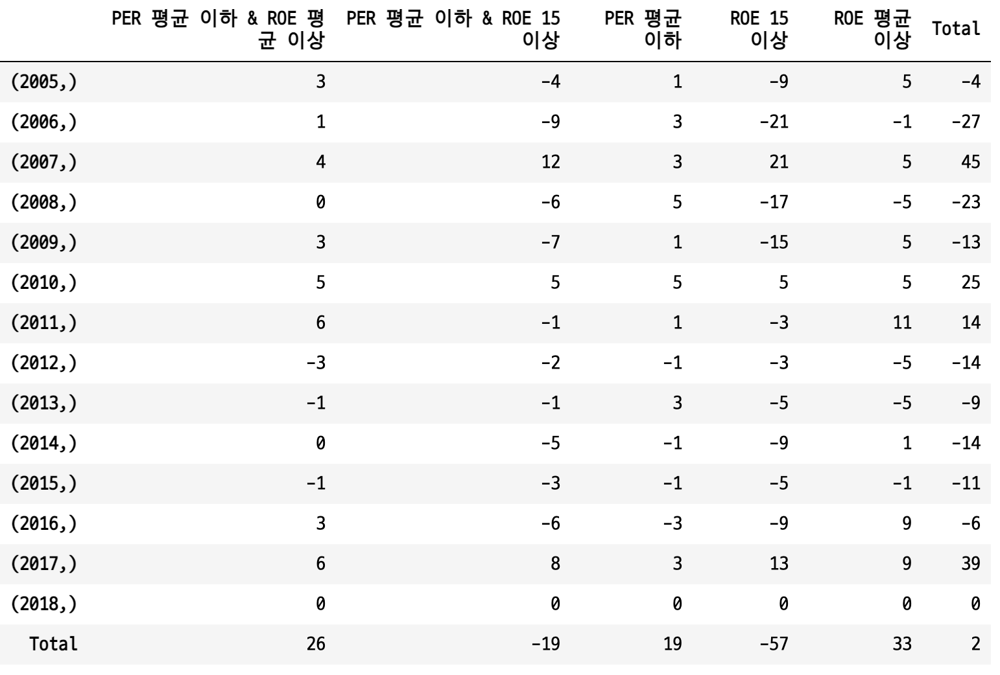 PER 평균 이하 & ROE 평균 이상 PER 평균 이하 & ROE 15 이상 PER 평균 이하 ROE 15 이상 ROE 평균 이상 Total
(2005,) 3 -4 1 -9 5 -4
(2006,) 1 -9 3 -21 -1 -27
(2007,) 4 12 3 21 5 45
(2008,) 0 -6 5 -17 -5 -23
(2009,) 3 -7 1 -15 5 -13
(2010,) 5 5 5 5 5 25
(2011,) 6 -1 1 -3 11 14
(2012,) -3 -2 -1 -3 -5 -14
(2013,) -1 -1 3 -5 -5 -9
(2014,) 0 -5 -1 -9 1 -14
(2015,) -1 -3 -1 -5 -1 -11
(2016,) 3 -6 -3 -9 9 -6
(2017,) 6 8 3 13 9 39
(2018,) 0 0 0 0 0 0
Total 26 -19 19 -57 33 2